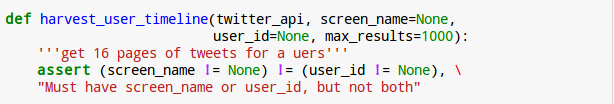 def harvest_user_timeline(twitter_api, screen_name=None,
                          user_id=None, max_results=1000):
    '''get 16 pages of tweets for a uers'''
    assert (screen_name != None) != (user_id != None), \
    "Must have screen_name or user_id, but not both"